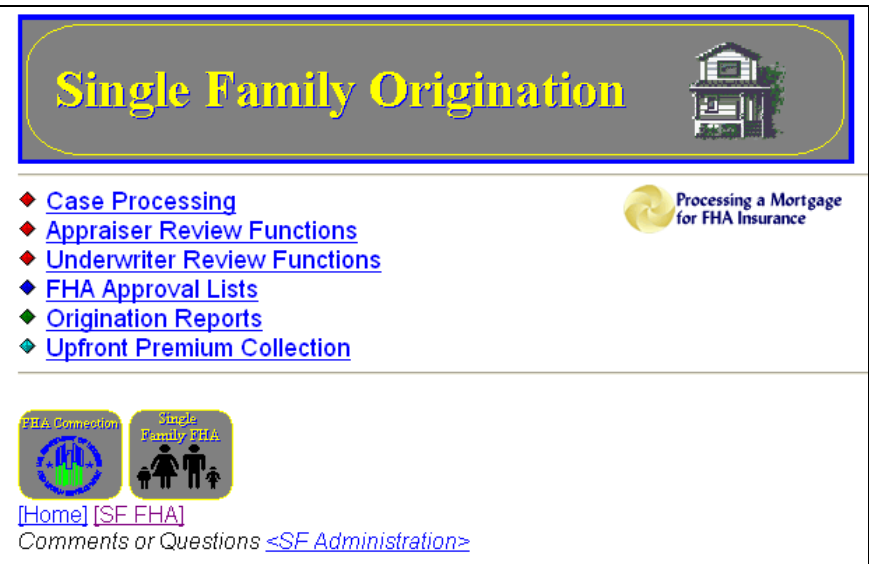 Single Family Origination
Case Processing
Processing a Mortgage
for FHA Insurance
Appraiser Review Functions
Underwriter Review Functions
FHA Approval Lists
Origination Reports
Upfront Premium Collection
FHA Connection
Single
Family FHA
[Home] [SF FHA]
Comments or Questions <SF Administration>